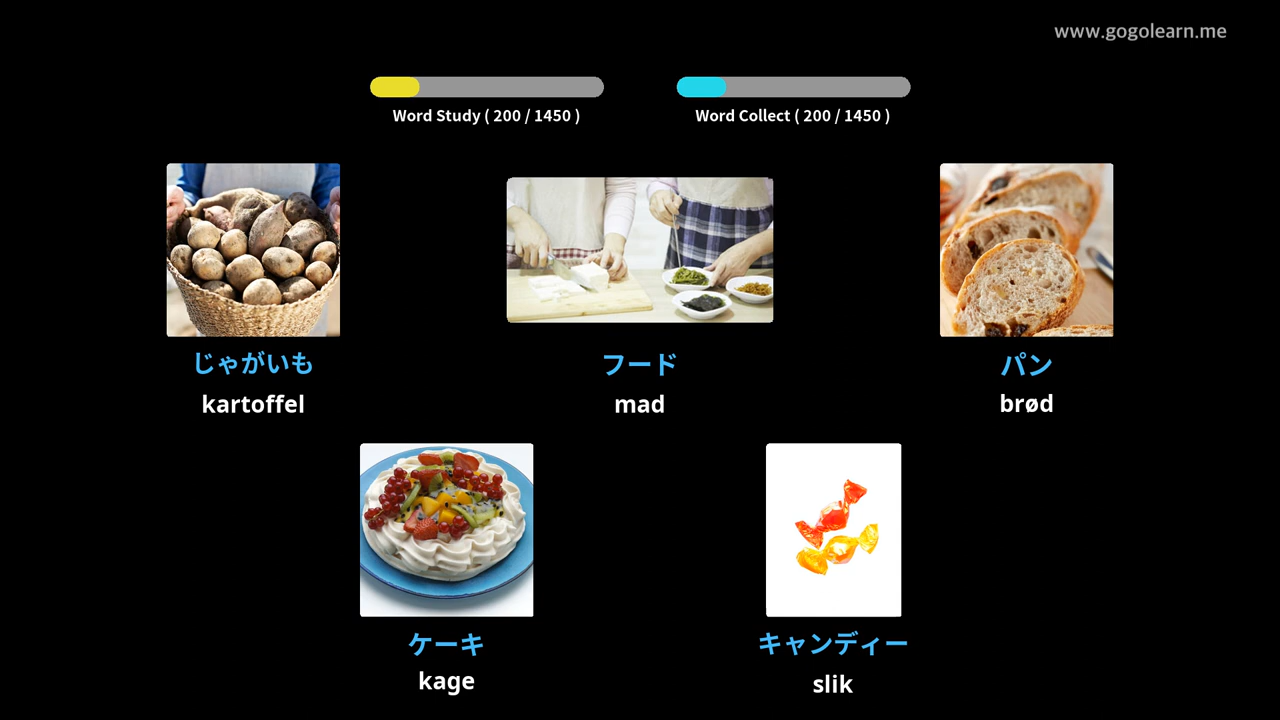 www.gogolearn.me
Word Study ( 200 / 1450 )
Word Collect ( 200 / 1450 )
じゃがいも
kartoffel
フード
mad
パン
brød
ケーキ
kage
キャンディー
slik